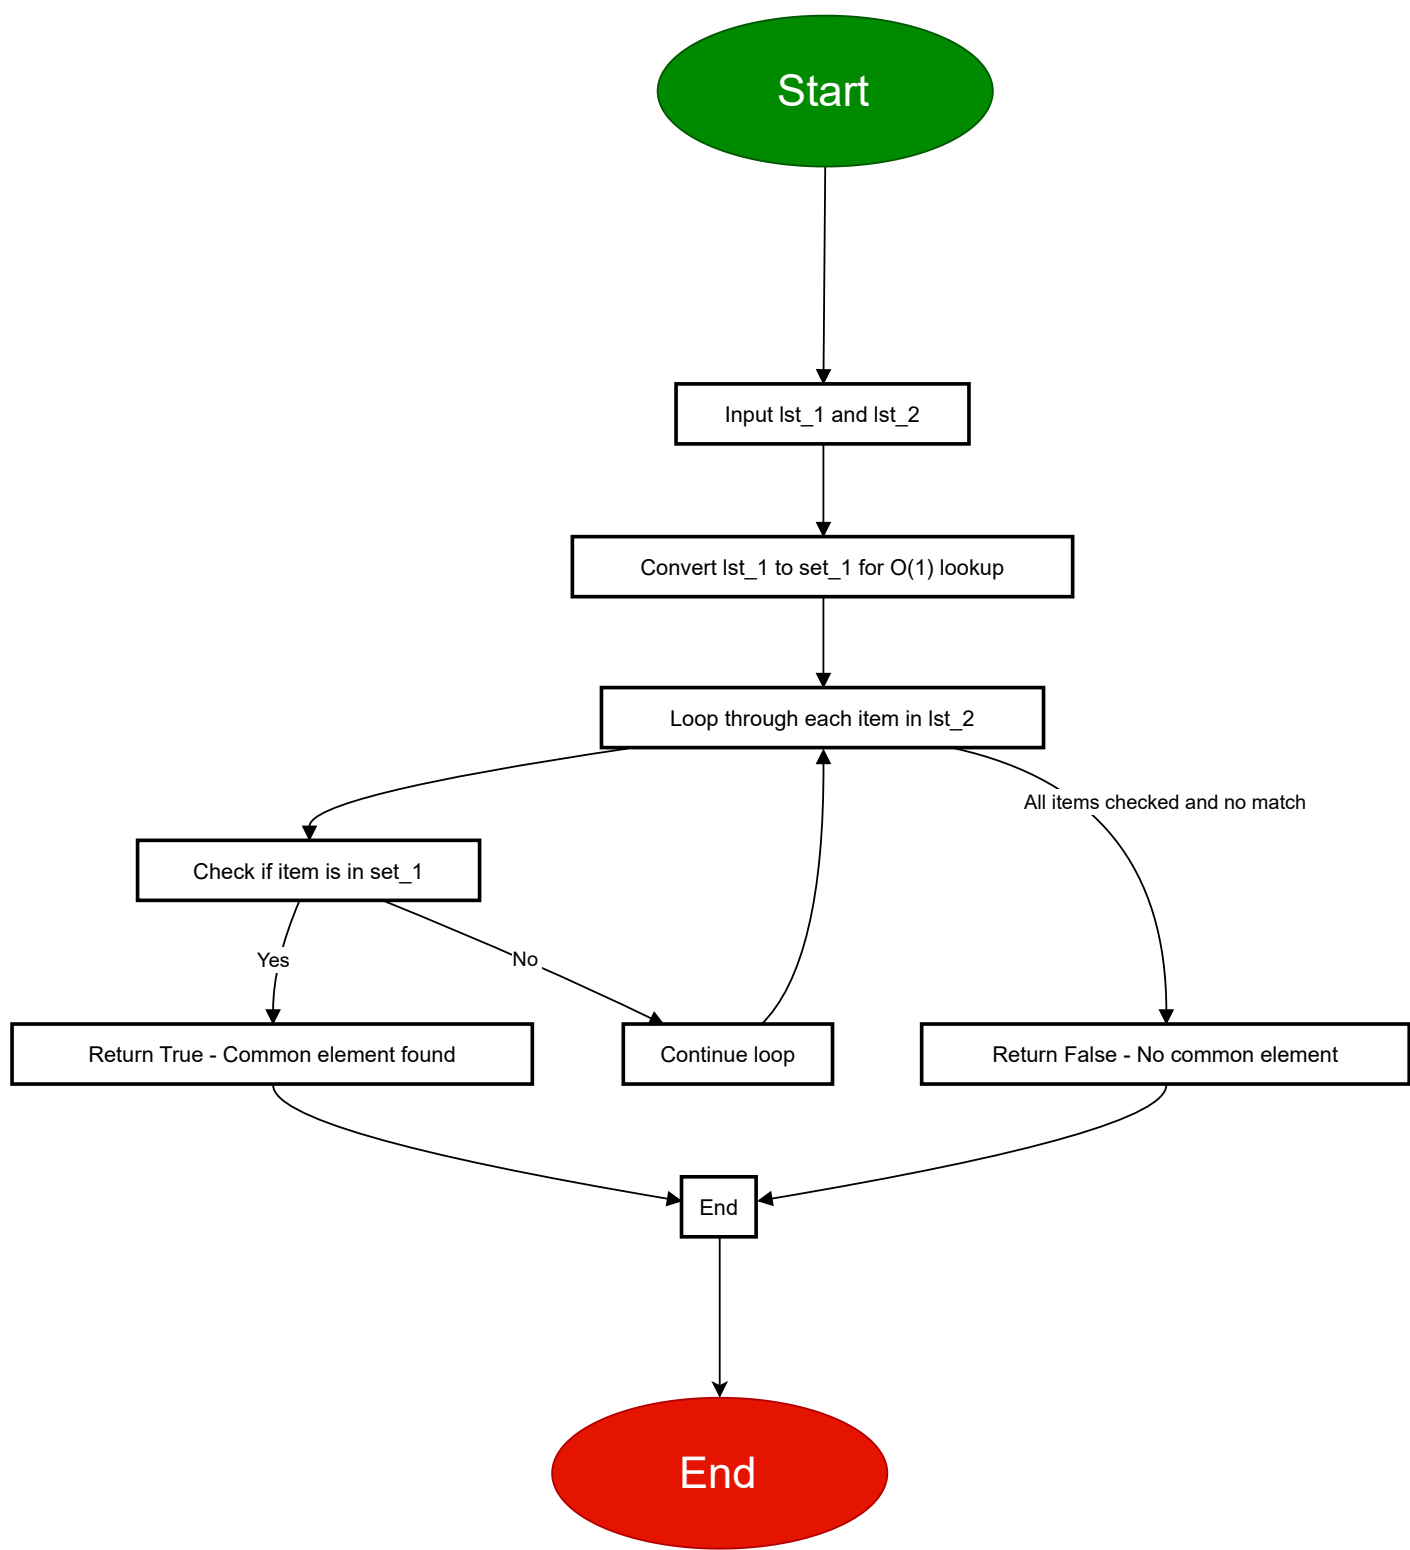 Start
Input lst_1 and lst_2
Convert lst_1 to set_1 for O(1) lookup
Loop through each item in lst_2
All items checked and no match
Check if item is in set_1
Yes
No
Return True - Common element found
Continue loop
Return False - No common element
End
End